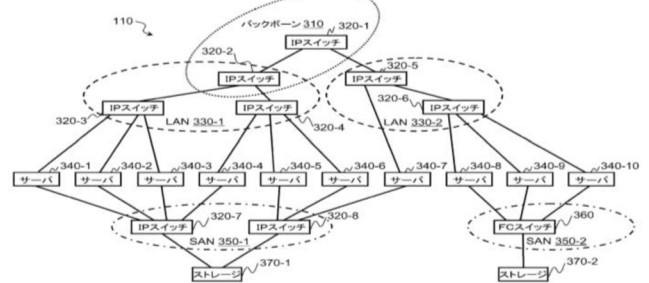 110
バックボーン 310
320-1
IPスイッチ
320-2
IPスイッチ
320-5
IPスイッチ
320-3
IPスイッチ
LAN 330-1
IPスイッチ
320-4
320-6
IPスイッチ
LAN 330-2
340-1
340-2
340-3
340-4
340-5
340-6
340-7
340-8
340-9
340-10
サーバ
サーバ
サーバ
サーバ
サーバ
サーバ
サーバ
サーバ
サーバ
サーバ
320-7
IPスイッチ
320-8
IPスイッチ
SAN 350-1
360
FCスイッチ
SAN 350-2
370-1
ストレージ
370-2
ストレージ